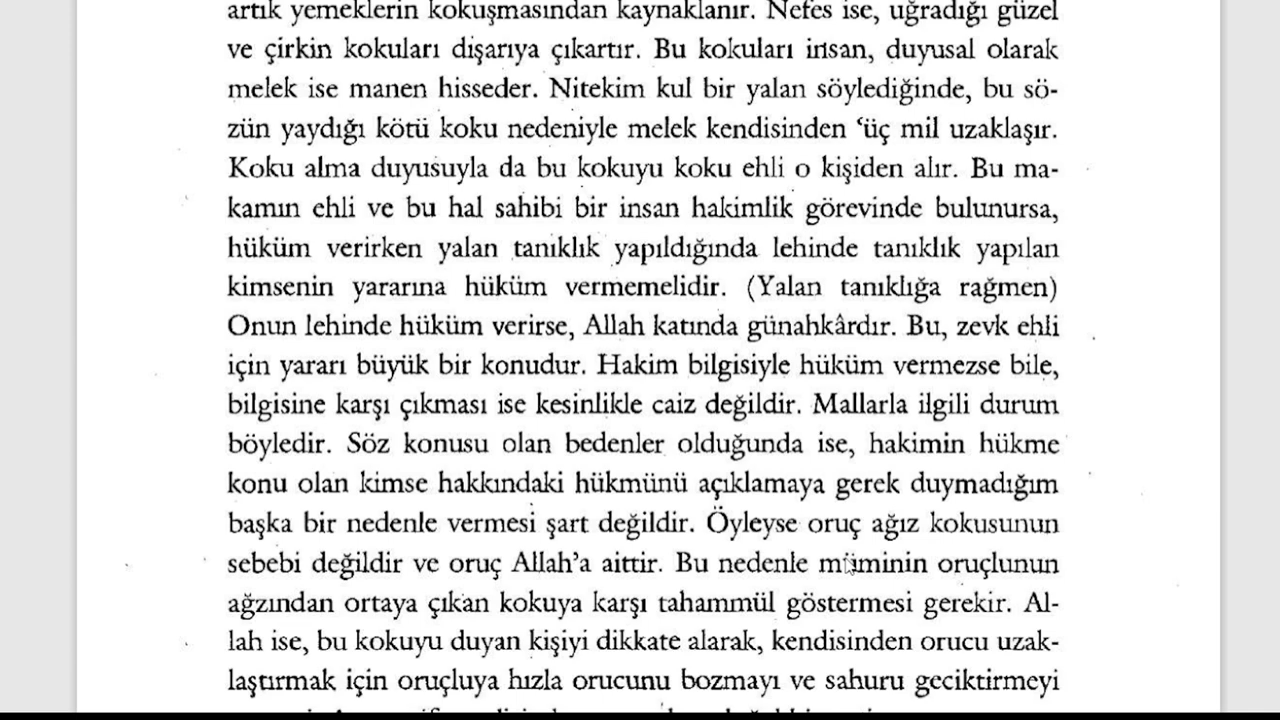 artık yemeklerin kokuşmasından kaynaklanır. Nefes ise, uğradığı güzel
ve çirkin kokuları dışarıya çıkartır. Bu kokuları insan, duyusal olarak
melek ise manen hisseder. Nitekim kul bir yalan söylediğinde, bu sö-
zün yaydığı kötü koku nedeniyle melek kendisinden ‘üç mil uzaklaşır.
Koku alma duyusuyla da bu kokuyu koku ehli o kişiden alır. Bu ma-
kamın ehli ve bu hal sahibi bir insan hakimlik görevinde bulunursa,
hüküm verirken yalan tanıklık yapıldığında lehinde tanıklık yapılan
kimsenin yararına hüküm vermemelidir. (Yalan tanıklığa rağmen)
Onun lehinde hüküm verirse, Allah katında günahkârdır. Bu, zevk ehli
için yararı büyük bir konudur. Hakim bilgisiyle hüküm vermezse bile,
bilgisine karşı çıkması ise kesinlikle caiz değildir. Mallarla ilgili durum
böyledir. Söz konusu olan bedenler olduğunda ise, hakimin hükme
konu olan kimse hakkındaki hükmünü açıklamaya gerek duymadığım
başka bir nedenle vermesi şart değildir. Öyleyse oruç ağız kokusunun
sebebi değildir ve oruç Allah’a aittir. Bu nedenle müminin oruçlunun
ağzından ortaya çıkan kokuya karşı tahammül göstermesi gerekir. Al-
lah ise, bu kokuyu duyan kişiyi dikkate alarak, kendisinden orucu uzak-
laştırmak için oruçluya hızla orucunu bozmayı ve sahuru geciktirmeyi